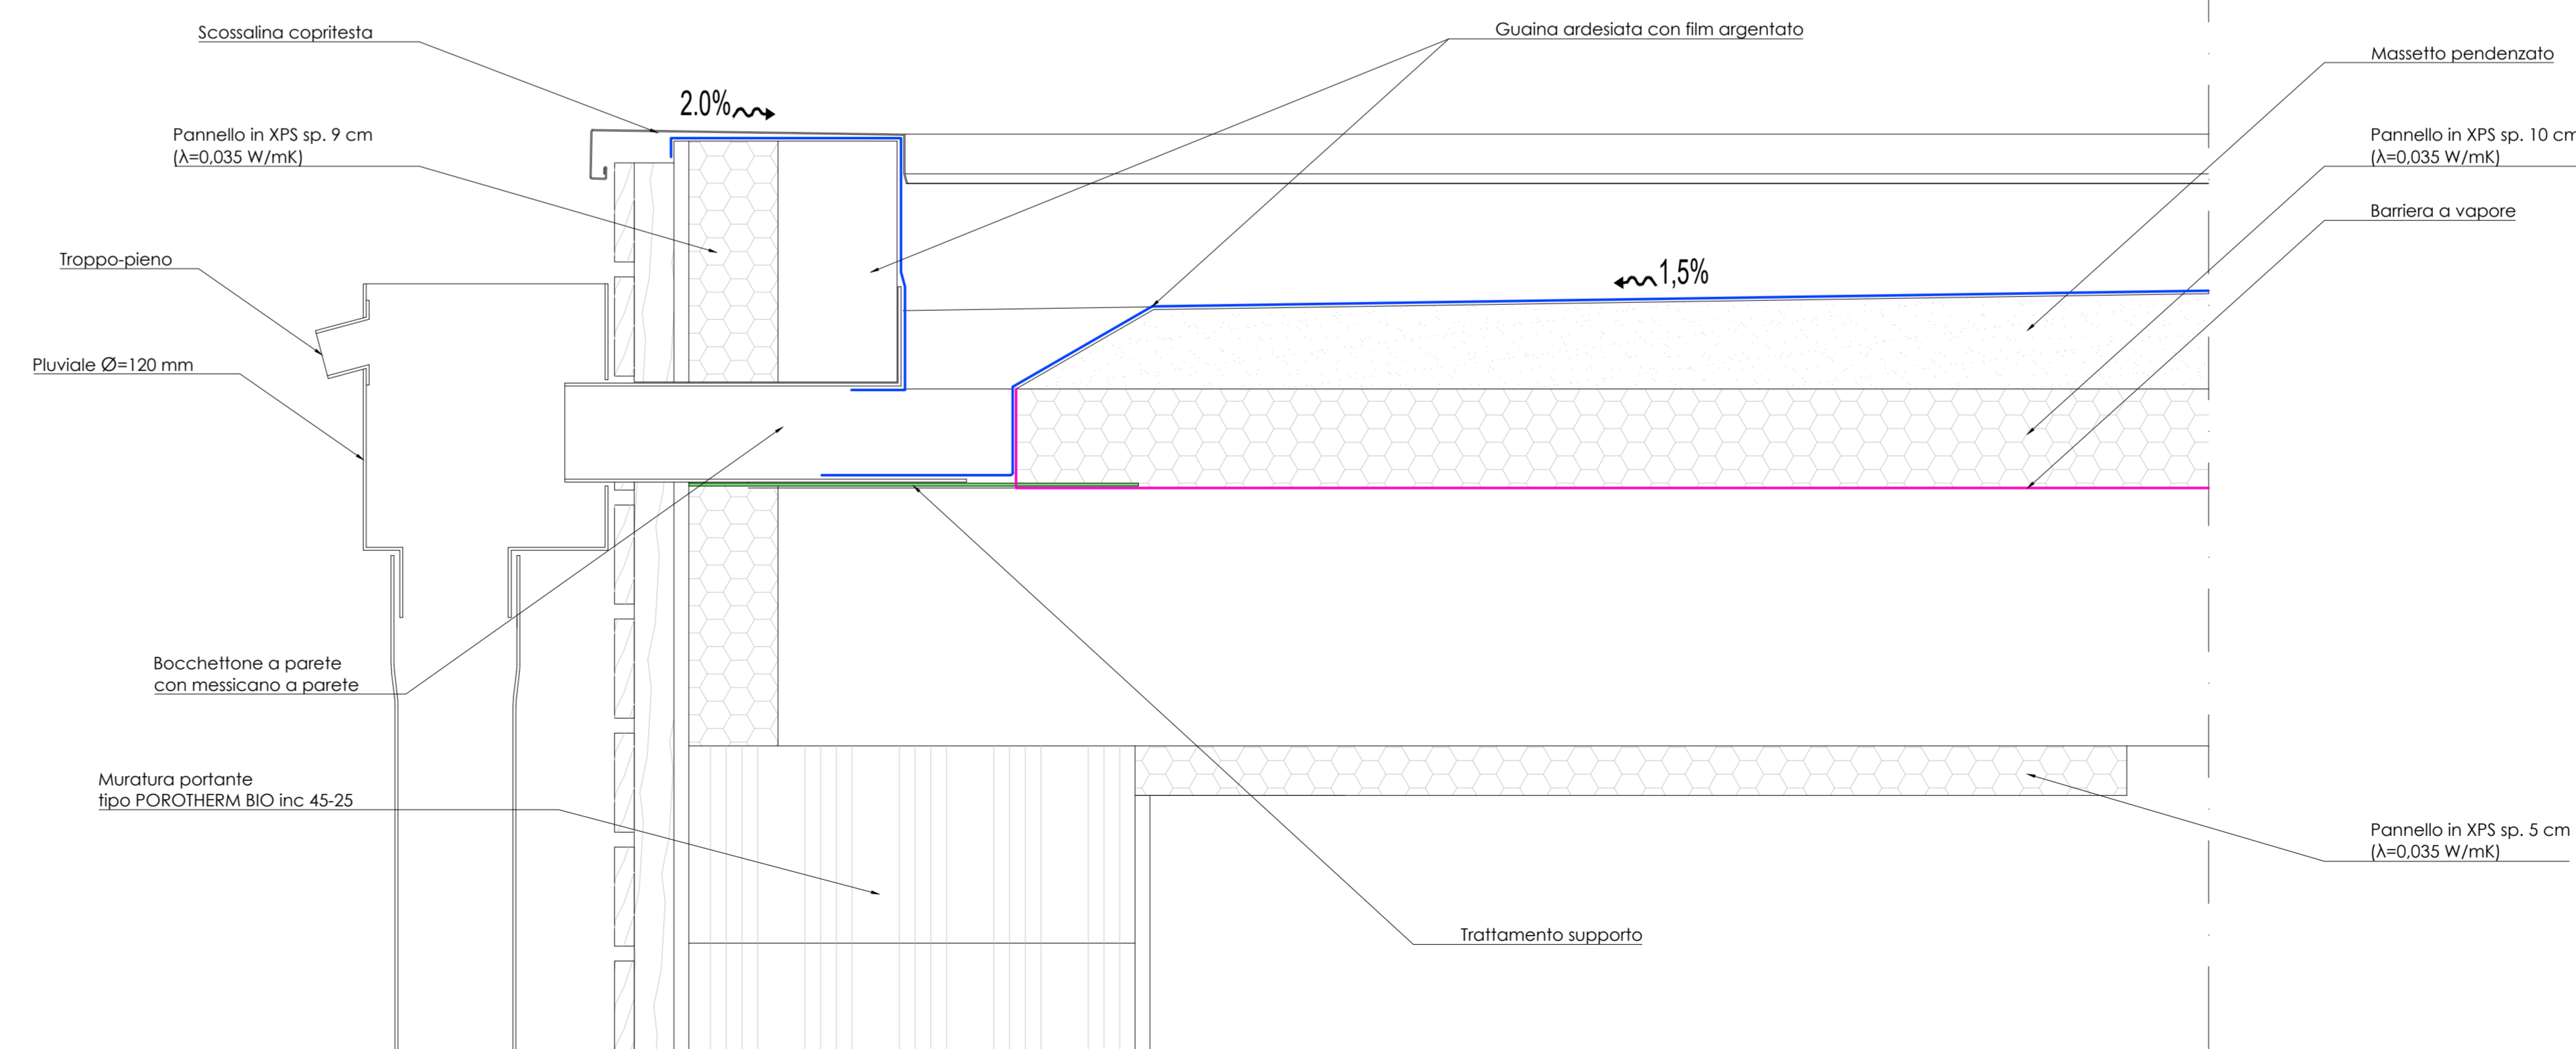 Scossalina copritesta
Guaina ardesiata con film argentato
Massetto pendenzato
2.0%
Pannello in XPS sp. 9 cm
(λ=0,035 W/mK)
Pannello in XPS sp. 10 cm
(λ=0,035 W/mK)
Barriera a vapore
Troppo-pieno
1,5%
Pluviale Ø=120 mm
Bocchettone a parete
con messicano a parete
Muratura portante
tipo POROTHERM BIO inc 45-25
Pannello in XPS sp. 5 cm
(λ=0,035 W/mK)
Trattamento supporto